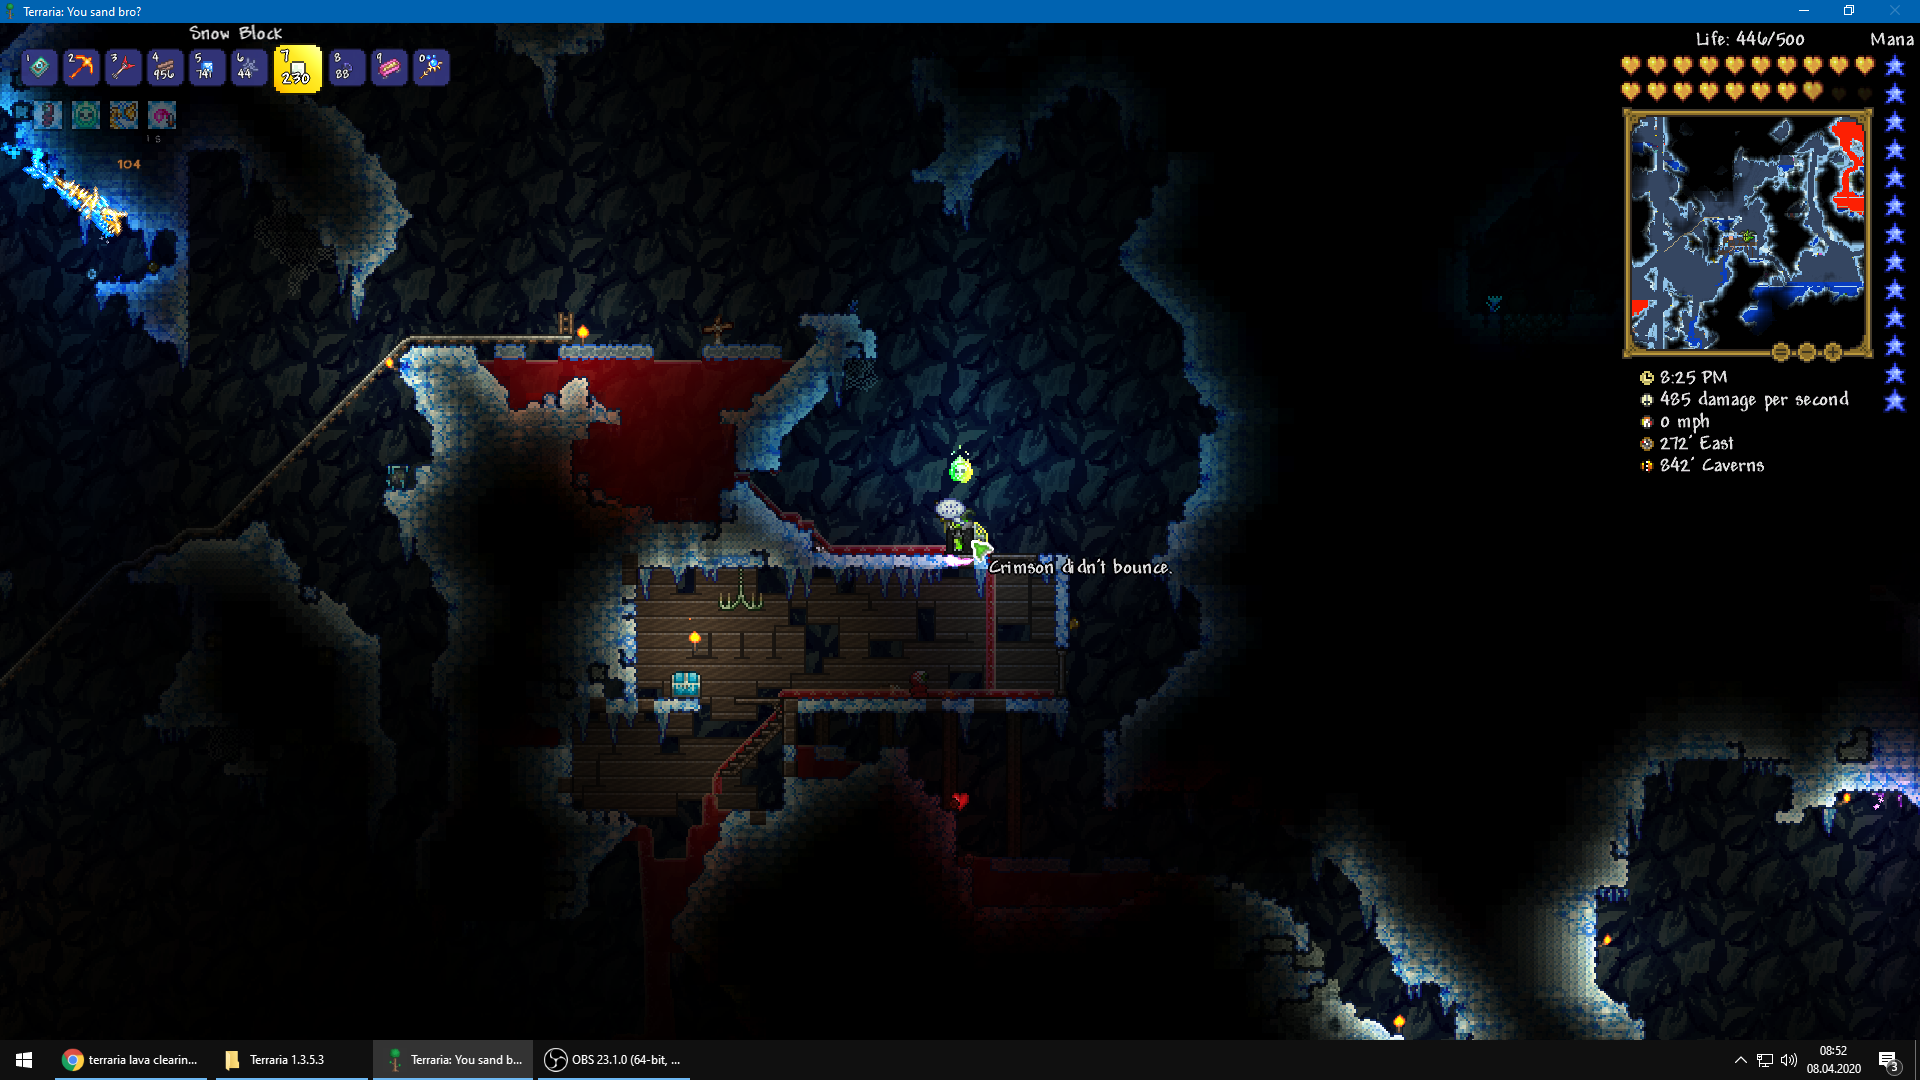 Terraria: You sand bro?
Snow Block
1 2 3 4 5 6 7 8 9 0
956 741 44 230 88
104
Life: 446/500
Mana
8:25 PM
485 damage per second
0 mph
272' East
842' Caverns
Crimson didn't bounce.
terraria lava clearin...
Terraria 1.3.5.3
Terraria: You sand b...
OBS 23.1.0 (64-bit, ...
08:52
08.04.2020
3